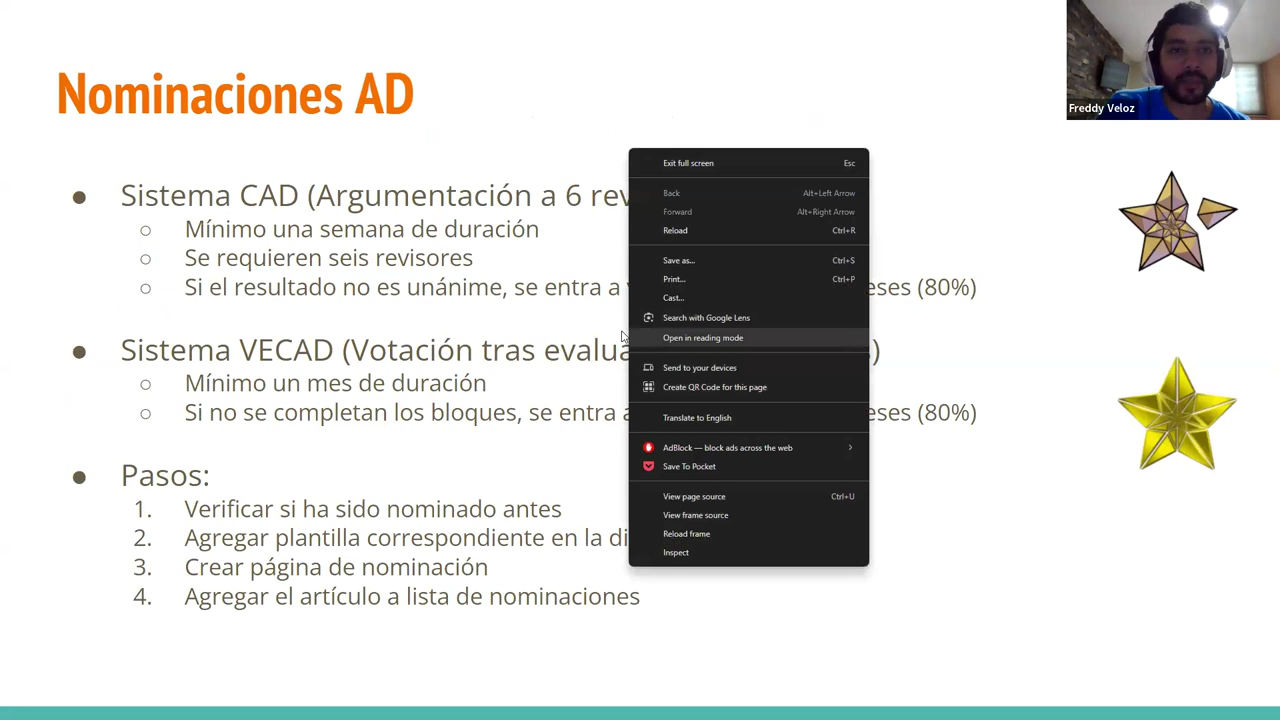 Nominaciones AD
Freddy Veloz
● Sistema CAD (Argumentación a 6 rev
○ Mínimo una semana de duración
○ Se requieren seis revisores
○ Si el resultado no es unánime, se entra a eses (80%)
● Sistema VECAD (Votación tras evalua )
○ Mínimo un mes de duración
○ Si no se completan los bloques, se entra a eses (80%)
● Pasos:
1. Verificar si ha sido nominado antes
2. Agregar plantilla correspondiente en la di
3. Crear página de nominación
4. Agregar el artículo a lista de nominaciones
Exit full screen Esc
Back Alt+Left Arrow
Forward Alt+Right Arrow
Reload Ctrl+R
Save as... Ctrl+S
Print... Ctrl+P
Cast...
Search with Google Lens
Open in reading mode
Send to your devices
Create QR Code for this page
Translate to English
AdBlock — block ads across the web
Save To Pocket
View page source Ctrl+U
View frame source
Reload frame
Inspect